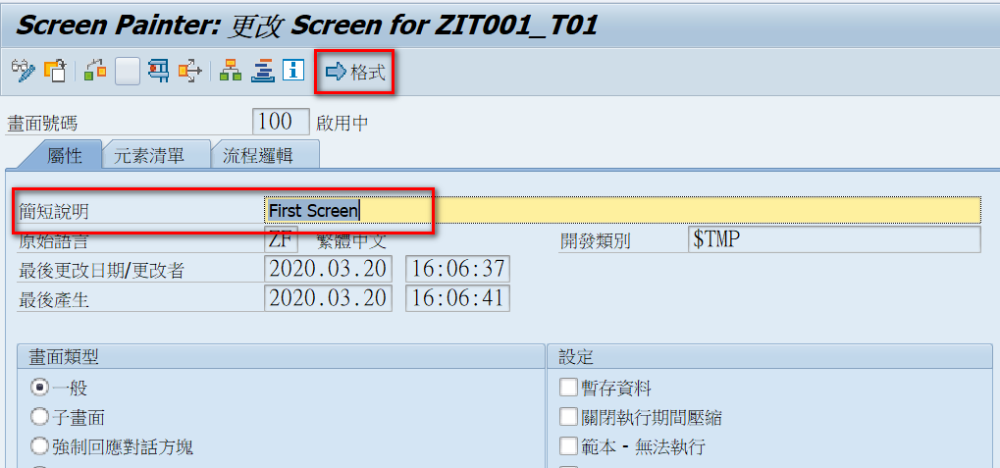 Screen Painter: 更改 Screen for ZIT001_T01
格式
畫面號碼 100 啟用中
屬性 元素清單 流程邏輯
簡短說明 First Screen
原始語言 ZF 繁體中文 開發類別 $TMP
最後更改日期/更改者 2020.03.20 16:06:37
最後產生 2020.03.20 16:06:41
畫面類型 設定
一般 暫存資料
子畫面 關閉執行期間壓縮
強制回應對話方塊 範本 - 無法執行